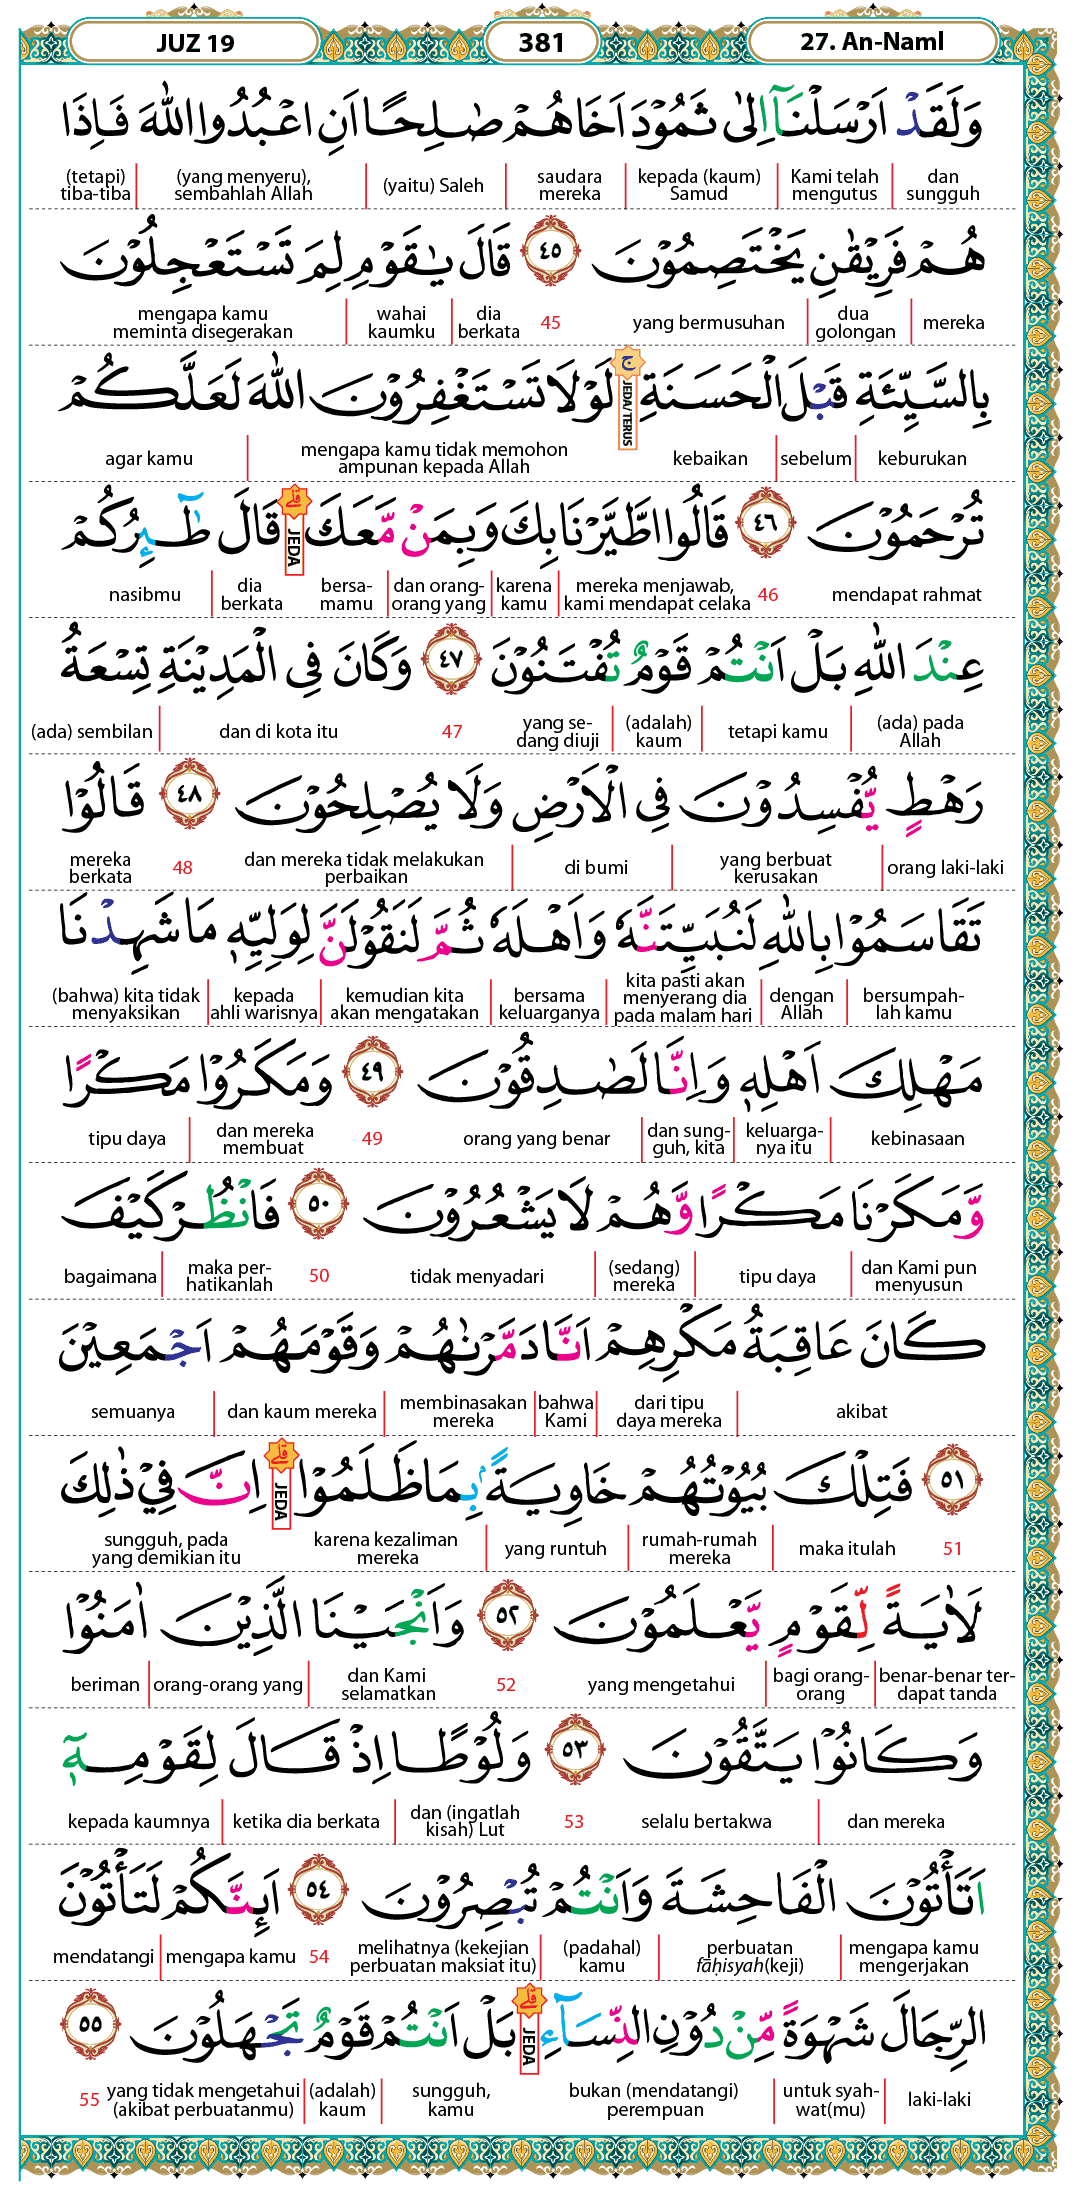 JUZ 19 381 27. An-Naml
وَلَقَدْ اَرْسَلْنَآ اِلٰى ثَمُوْدَ اَخَاهُمْ صٰلِحًا اَنِ اعْبُدُوا اللّٰهَ فَاِذَا
dan sungguh | Kami telah mengutus | kepada (kaum) Samud | saudara mereka | (yaitu) Saleh | (yang menyeru), sembahlah Allah | (tetapi) tiba-tiba
هُمْ فَرِيْقٰنِ يَخْتَصِمُوْنَ ٤٥ قَالَ يٰقَوْمِ لِمَ تَسْتَعْجِلُوْنَ
mereka | dua golongan | yang bermusuhan 45 dia berkata | wahai kaumku | mengapa kamu meminta disegerakan
بِالسَّيِّئَةِ قَبْلَ الْحَسَنَةِ ج JEDA/TERUS لَوْلَا تَسْتَغْفِرُوْنَ اللّٰهَ لَعَلَّكُمْ
keburukan | sebelum | kebaikan mengapa kamu tidak memohon ampunan kepada Allah | agar kamu
تُرْحَمُوْنَ ٤٦ قَالُوا اطَّيَّرْنَا بِكَ وَبِمَنْ مَّعَكَ قلى JEDA قَالَ طٰۤىِٕرُكُمْ
mendapat rahmat 46 mereka menjawab, kami mendapat celaka | karena kamu | dan orang-orang yang | bersa-mamu dia berkata | nasibmu
عِنْدَ اللّٰهِ بَلْ اَنْتُمْ قَوْمٌ تُفْتَنُوْنَ ٤٧ وَكَانَ فِى الْمَدِيْنَةِ تِسْعَةُ
(ada) pada Allah | tetapi kamu | (adalah) kaum | yang se-dang diuji 47 dan di kota itu | (ada) sembilan
رَهْطٍ يُّفْسِدُوْنَ فِى الْاَرْضِ وَلَا يُصْلِحُوْنَ ٤٨ قَالُوْا
orang laki-laki | yang berbuat kerusakan | di bumi | dan mereka tidak melakukan perbaikan 48 mereka berkata
تَقَاسَمُوْا بِاللّٰهِ لَنُبَيِّتَنَّهٗ وَاَهْلَهٗ ثُمَّ لَنَقُوْلَنَّ لِوَلِيِّهٖ مَا شَهِدْنَا
bersumpah-lah kamu | dengan Allah | kita pasti akan menyerang dia pada malam hari | bersama keluarganya | kemudian kita akan mengatakan | kepada ahli warisnya | (bahwa) kita tidak menyaksikan
مَهْلِكَ اَهْلِهٖ وَاِنَّا لَصٰدِقُوْنَ ٤٩ وَمَكَرُوْا مَكْرًا
kebinasaan | keluarga-nya itu | dan sung-guh, kita | orang yang benar 49 dan mereka membuat | tipu daya
وَّمَكَرْنَا مَكْرًا وَّهُمْ لَا يَشْعُرُوْنَ ٥٠ فَانْظُرْ كَيْفَ
dan Kami pun menyusun | tipu daya | (sedang) mereka | tidak menyadari 50 maka per-hatikanlah | bagaimana
كَانَ عَاقِبَةُ مَكْرِهِمْ اَنَّا دَمَّرْنٰهُمْ وَقَوْمَهُمْ اَجْمَعِيْنَ
akibat | dari tipu daya mereka | bahwa Kami | membinasakan mereka | dan kaum mereka | semuanya
٥١ فَتِلْكَ بُيُوْتُهُمْ خَاوِيَةً ۢبِمَا ظَلَمُوْا قلى JEDA اِنَّ فِيْ ذٰلِكَ
51 maka itulah | rumah-rumah mereka | yang runtuh | karena kezaliman mereka sungguh, pada yang demikian itu
لَاٰيَةً لِّقَوْمٍ يَّعْلَمُوْنَ ٥٢ وَاَنْجَيْنَا الَّذِيْنَ اٰمَنُوْا
benar-benar ter-dapat tanda | bagi orang-orang | yang mengetahui 52 dan Kami selamatkan | orang-orang yang | beriman
وَكَانُوْا يَتَّقُوْنَ ٥٣ وَلُوْطًا اِذْ قَالَ لِقَوْمِهٖٓ
dan mereka | selalu bertakwa 53 dan (ingatlah kisah) Lut | ketika dia berkata | kepada kaumnya
اَتَأْتُوْنَ الْفَاحِشَةَ وَاَنْتُمْ تُبْصِرُوْنَ ٥٤ اَىِٕنَّكُمْ لَتَأْتُوْنَ
mengapa kamu mengerjakan | perbuatan fāḥisyah(keji) | (padahal) kamu | melihatnya (kekejian perbuatan maksiat itu) 54 mengapa kamu | mendatangi
الرِّجَالَ شَهْوَةً مِّنْ دُوْنِ النِّسَاۤءِ قلى JEDA بَلْ اَنْتُمْ قَوْمٌ تَجْهَلُوْنَ ٥٥
laki-laki | untuk syah-wat(mu) | bukan (mendatangi) perempuan sungguh, kamu | (adalah) kaum | yang tidak mengetahui (akibat perbuatanmu) 55